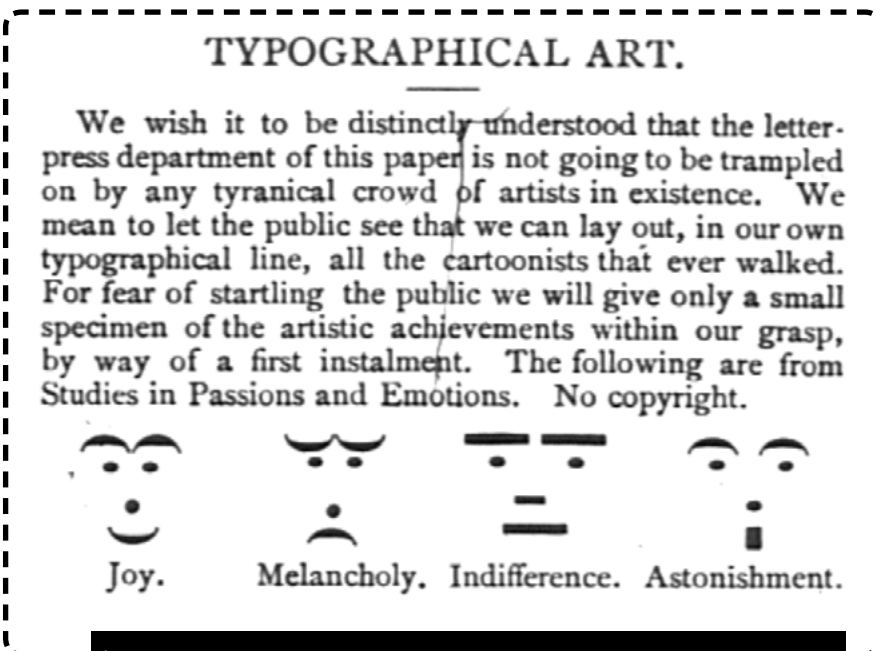 TYPOGRAPHICAL ART.
We wish it to be distinctly understood that the letter-
press department of this paper is not going to be trampled
on by any tyranical crowd of artists in existence. We
mean to let the public see that we can lay out, in our own
typographical line, all the cartoonists that ever walked.
For fear of startling the public we will give only a small
specimen of the artistic achievements within our grasp,
by way of a first instalment. The following are from
Studies in Passions and Emotions. No copyright.
Joy. Melancholy. Indifference. Astonishment.